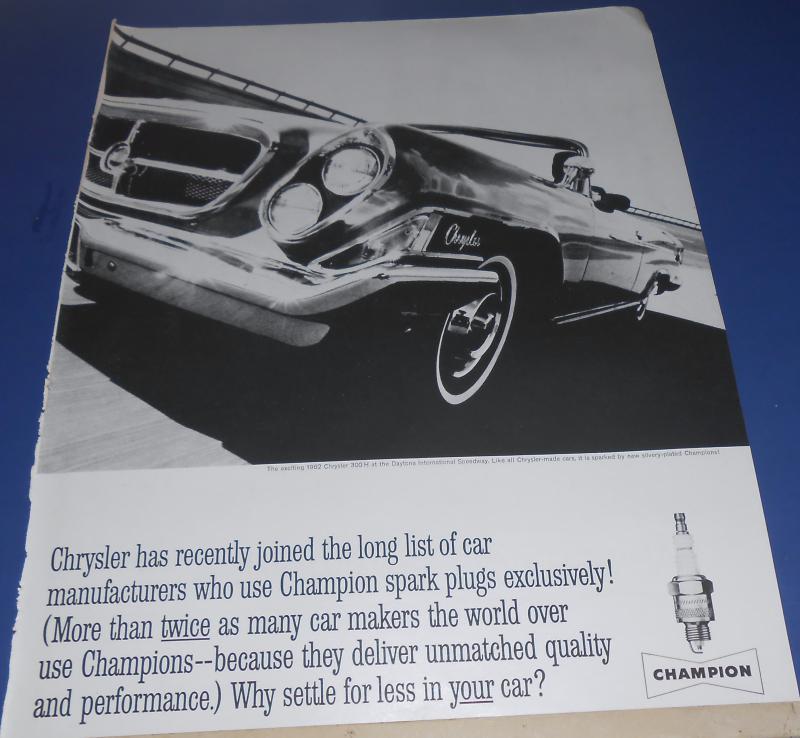 Chrysler
The exciting 1962 Chrysler 300H at the Daytona International Speedway. Like all Chrysler-made cars, it is sparked by new silvery-plated Champions!
Chrysler has recently joined the long list of car
manufacturers who use Champion spark plugs exclusively!
(More than twice as many car makers the world over
use Champions--because they deliver unmatched quality
and performance.) Why settle for less in your car?
CHAMPION